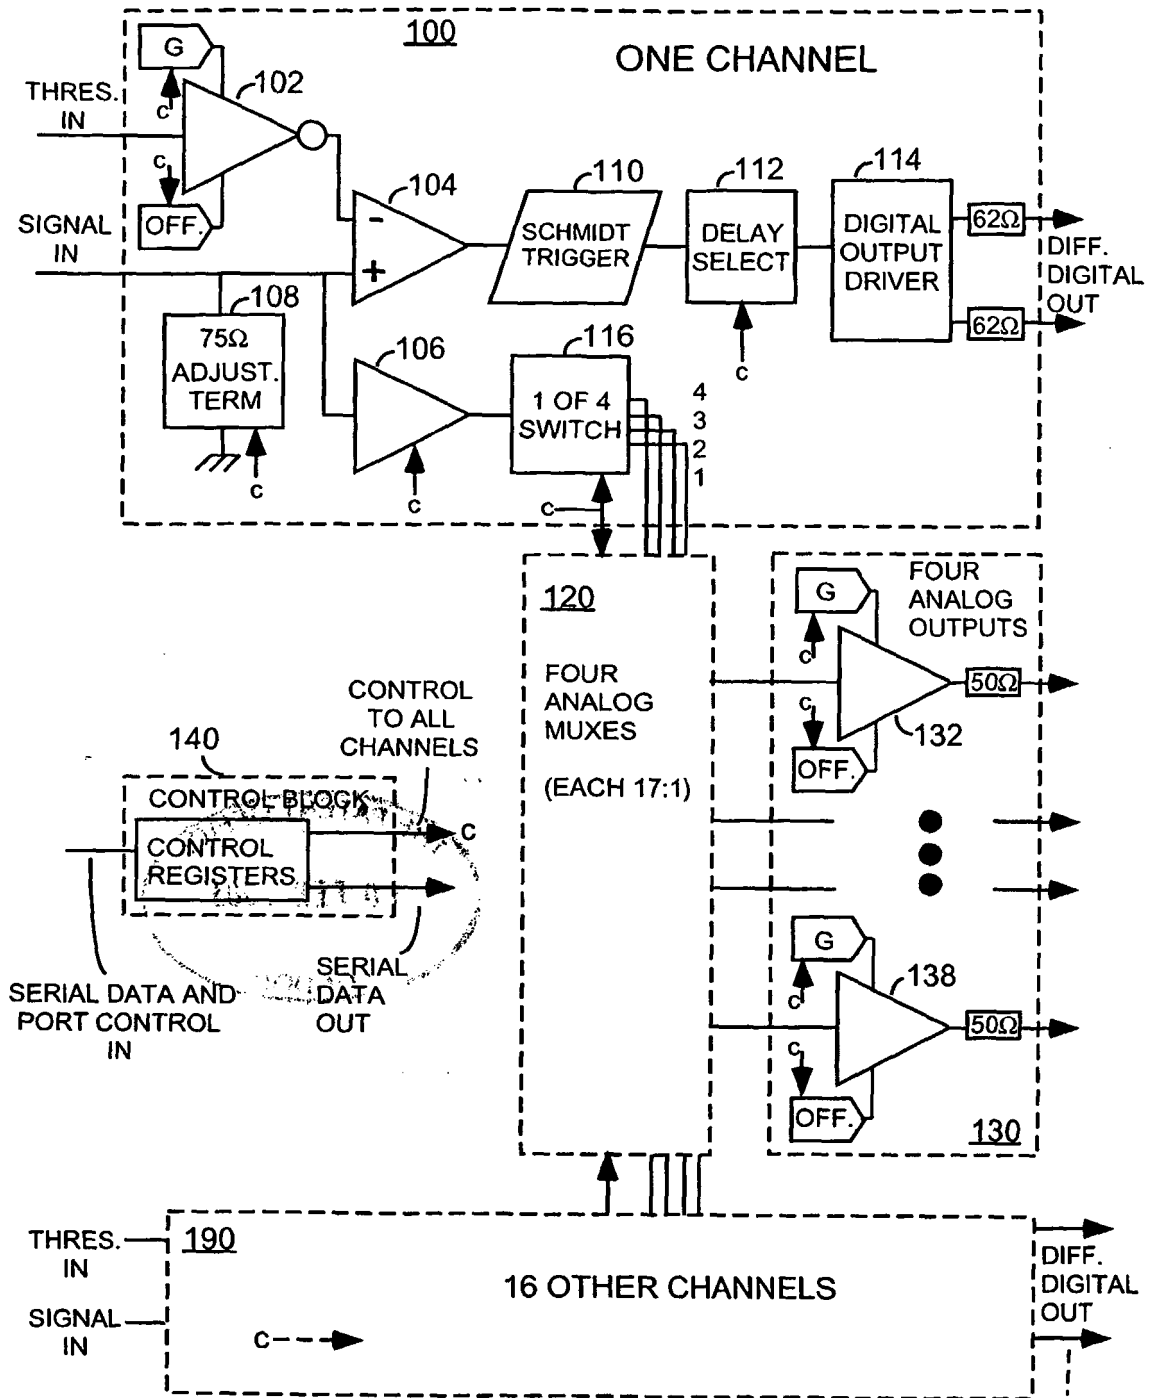 100
ONE CHANNEL
G
C
THRES.
IN
102
C
OFF.
SIGNAL
IN
104
-
+
110
SCHMIDT
TRIGGER
112
DELAY
SELECT
C
114
DIGITAL
OUTPUT
DRIVER
62Ω
62Ω
DIFF.
DIGITAL
OUT
108
75Ω
ADJUST.
TERM
C
106
C
116
1 OF 4
SWITCH
C
4
3
2
1
120
FOUR
ANALOG
MUXES
(EACH 17:1)
FOUR
ANALOG
OUTPUTS
G
C
C
OFF.
132
50Ω
G
C
C
OFF.
138
50Ω
130
CONTROL
TO ALL
CHANNELS
140
CONTROL BLOCK
CONTROL
REGISTERS
C
SERIAL
DATA
OUT
SERIAL DATA AND
PORT CONTROL
IN
THRES.
IN
SIGNAL
IN
190
16 OTHER CHANNELS
C
DIFF.
DIGITAL
OUT